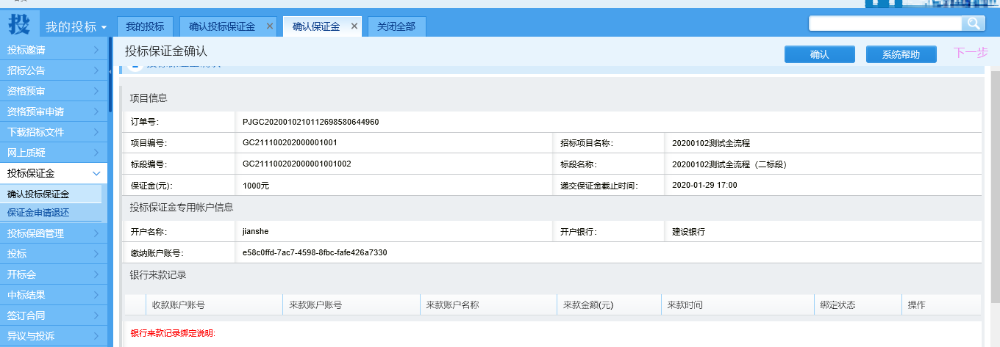 投 我的投标 我的投标 确认投标保证金 × 确认保证金 × 关闭全部
投标邀请
招标公告
资格预审
资格预审申请
下载招标文件
网上质疑
投标保证金
确认投标保证金
保证金申请退还
投标保函管理
投标
开标会
中标结果
签订合同
异议与投诉
投标保证金确认 确认 系统帮助 下一步
项目信息
订单号: PJGC2020010210112698580644960
项目编号: GC211100202000001001 招标项目名称: 20200102测试全流程
标段编号: GC211100202000001001002 标段名称: 20200102测试全流程（二标段）
保证金(元): 1000元 递交保证金截止时间: 2020-01-29 17:00
投标保证金专用帐户信息
开户名称: jianshe 开户银行: 建设银行
缴纳账户账号: e58c0ffd-7ac7-4598-8fbc-fafe426a7330
银行来款记录
收款账户账号 来款账户账号 来款账户名称 来款金额(元) 来款时间 绑定状态 操作
银行来款记录绑定说明: